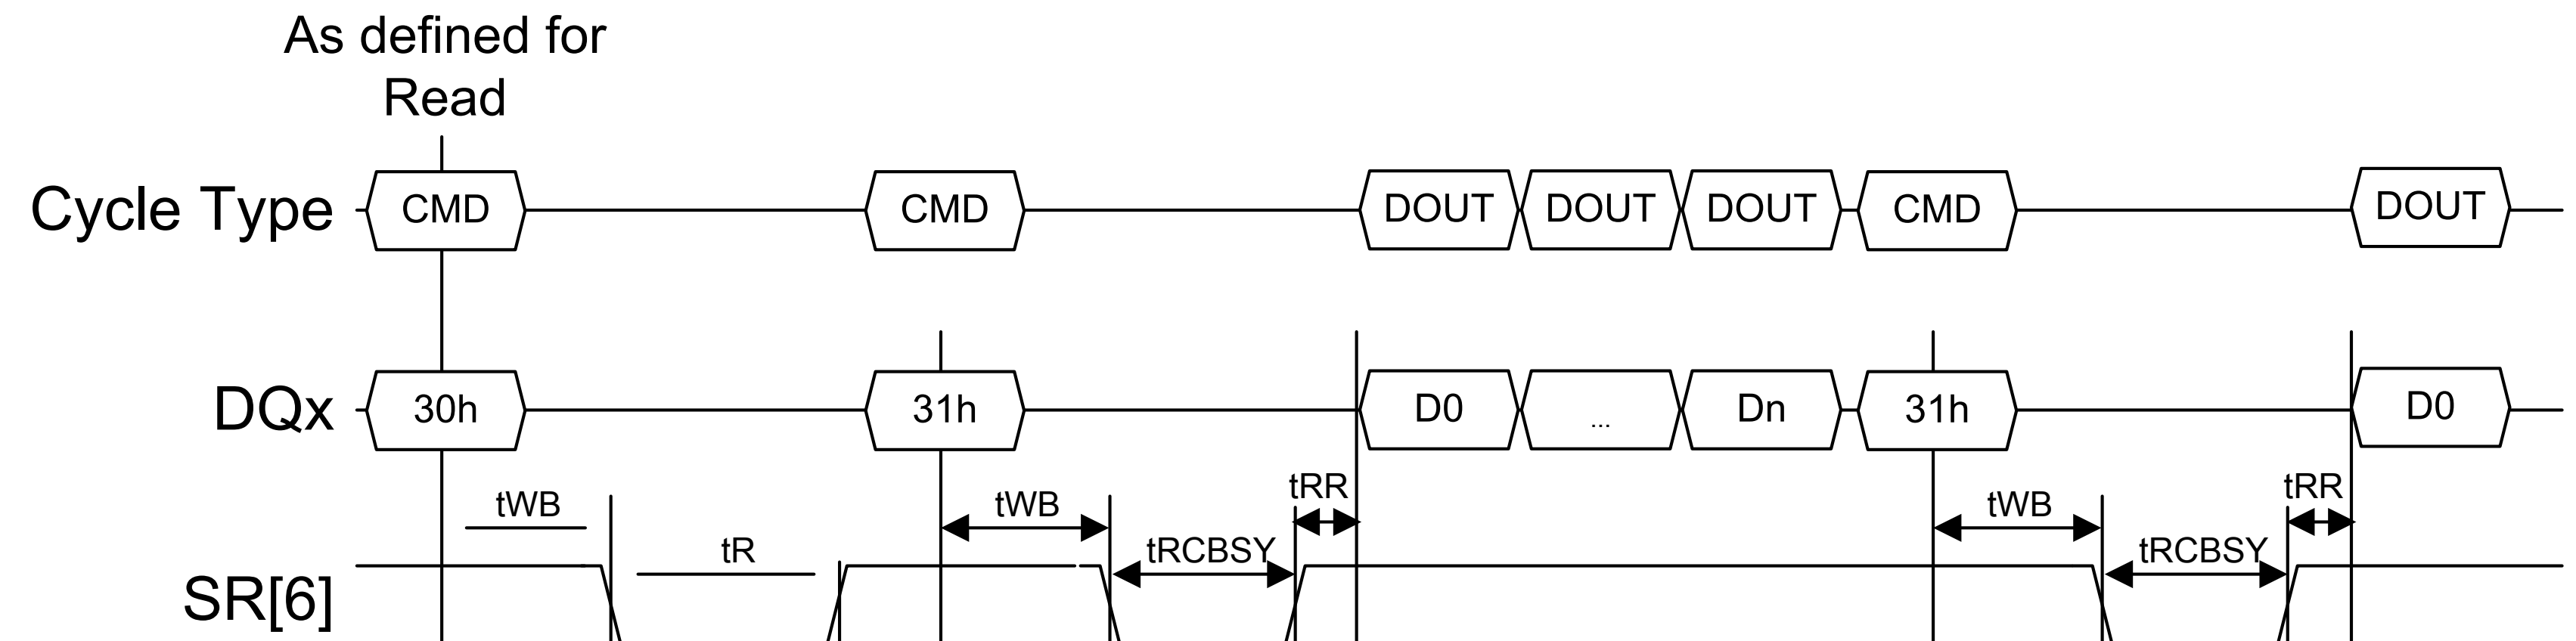 As defined for
Read
Cycle Type CMD CMD DOUT DOUT DOUT CMD DOUT
DQx 30h 31h D0 ... Dn 31h D0
tRR tRR
tWB tWB tWB
tR tRCBSY tRCBSY
SR[6]